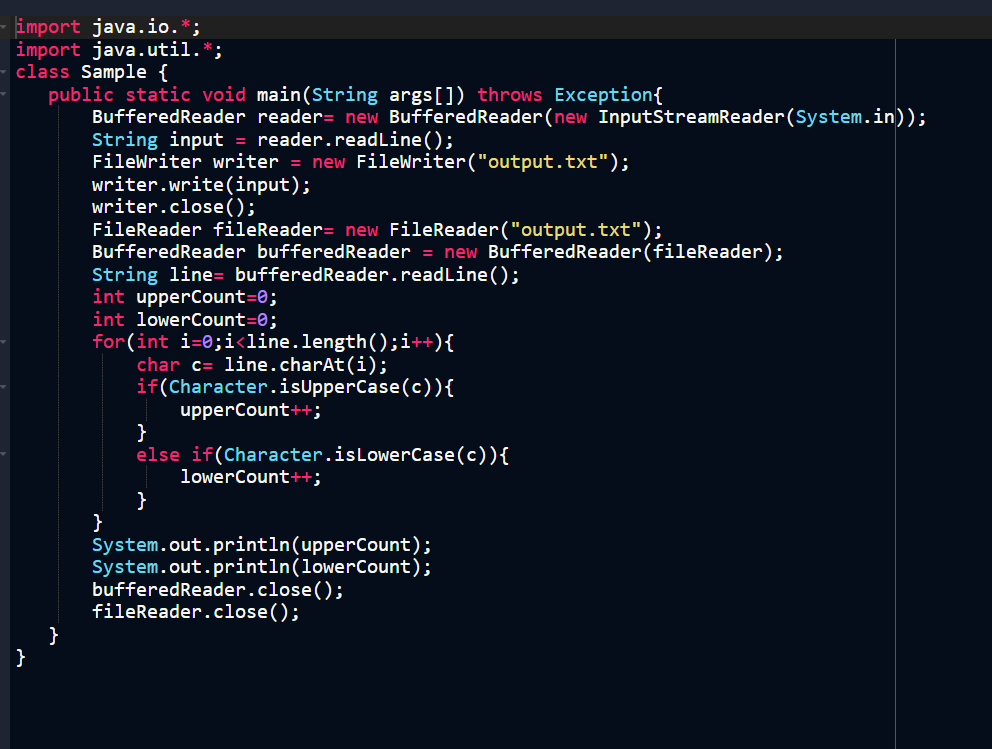 import java.io.*;
import java.util.*;
class Sample {
   public static void main(String args[]) throws Exception{
       BufferedReader reader= new BufferedReader(new InputStreamReader(System.in));
       String input = reader.readLine();
       FileWriter writer = new FileWriter("output.txt");
       writer.write(input);
       writer.close();
       FileReader fileReader= new FileReader("output.txt");
       BufferedReader bufferedReader = new BufferedReader(fileReader);
       String line= bufferedReader.readLine();
       int upperCount=0;
       int lowerCount=0;
       for(int i=0;i<line.length();i++){
           char c= line.charAt(i);
           if(Character.isUpperCase(c)){
               upperCount++;
           }
           else if(Character.isLowerCase(c)){
               lowerCount++;
           }
       }
       System.out.println(upperCount);
       System.out.println(lowerCount);
       bufferedReader.close();
       fileReader.close();
   }
}